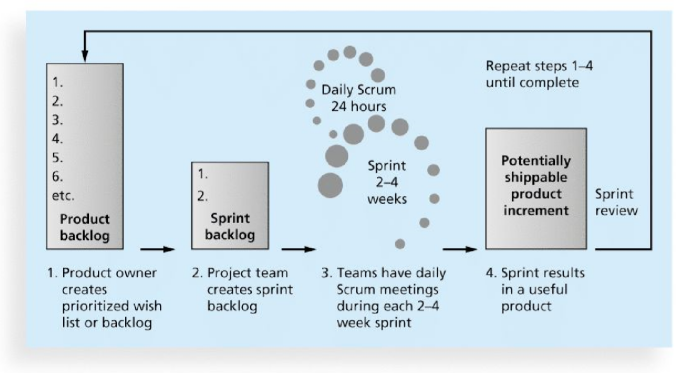 1.
2.
3.
4.
5.
6.
etc.
Product
backlog
1.
2.
Sprint
backlog
Daily Scrum
24 hours
Sprint
2–4
weeks
Repeat steps 1–4
until complete
Potentially
shippable
product
increment
Sprint
review
1. Product owner
creates
prioritized wish
list or backlog
2. Project team
creates sprint
backlog
3. Teams have daily
Scrum meetings
during each 2–4
week sprint
4. Sprint results
in a useful
product